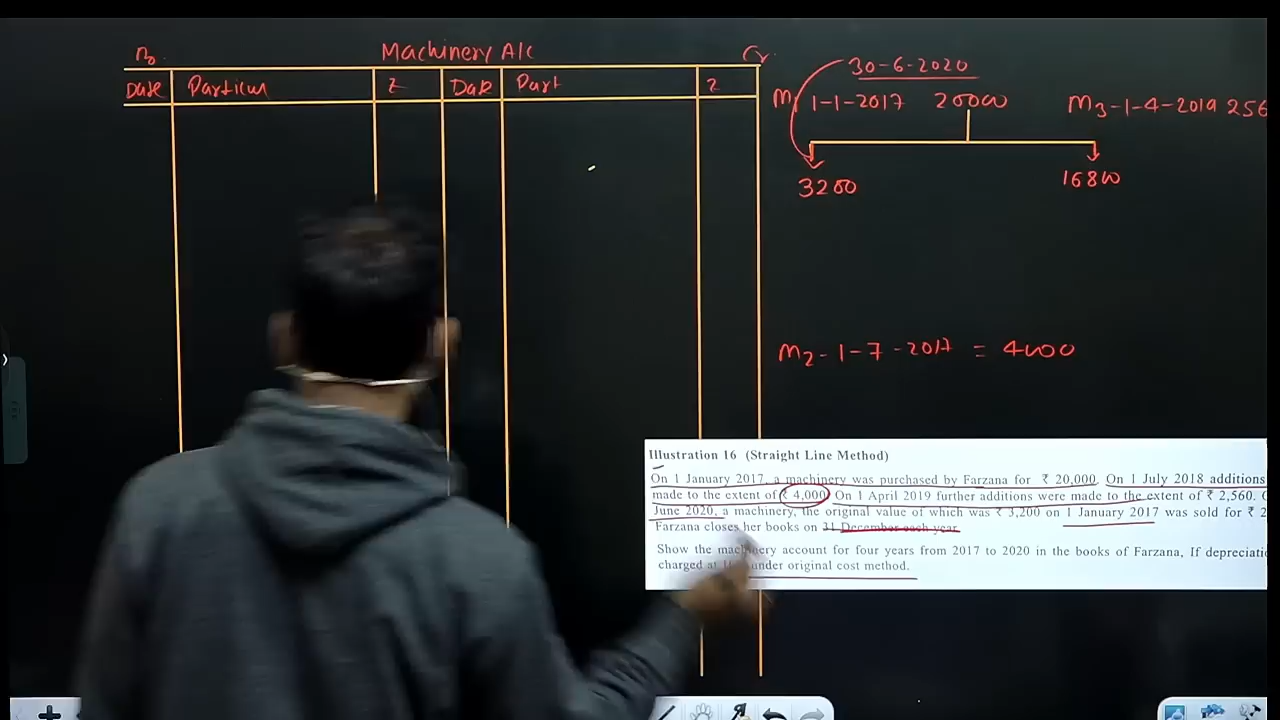 Machinery A/c
Cr
Date Particu ₹ Date Part ₹
30-6-2020
M1 1-1-2017 20000
M3-1-4-2019 256
3200
16800
M2-1-7-2017 = 4000
Illustration 16 (Straight Line Method)
On 1 January 2017, a machinery was purchased by Farzana for ₹ 20,000. On 1 July 2018 additions
made to the extent of ₹ 4,000. On 1 April 2019 further additions were made to the extent of ₹ 2,560.
June 2020, a machinery, the original value of which was ₹ 3,200 on 1 January 2017 was sold for ₹ 2
Farzana closes her books on 31 December each year.
Show the machinery account for four years from 2017 to 2020 in the books of Farzana, If depreciatio
charged at under original cost method.